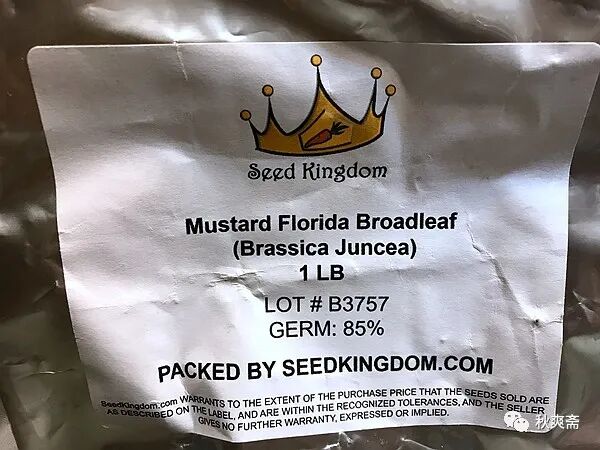 Seed Kingdom
Mustard Florida Broadleaf
(Brassica Juncea)
1 LB
LOT # B3757
GERM: 85%
PACKED BY SEEDKINGDOM.COM
SeedKingdom.com WARRANTS TO THE EXTENT OF THE PURCHASE PRICE THAT THE SEEDS SOLD ARE
AS DESCRIBED ON THE LABEL, AND ARE WITHIN THE RECOGNIZED TOLERANCES, AND THE SELLER
GIVES NO FURTHER WARRANTY, EXPRESSED OR IMPLIED.
秋爽斋